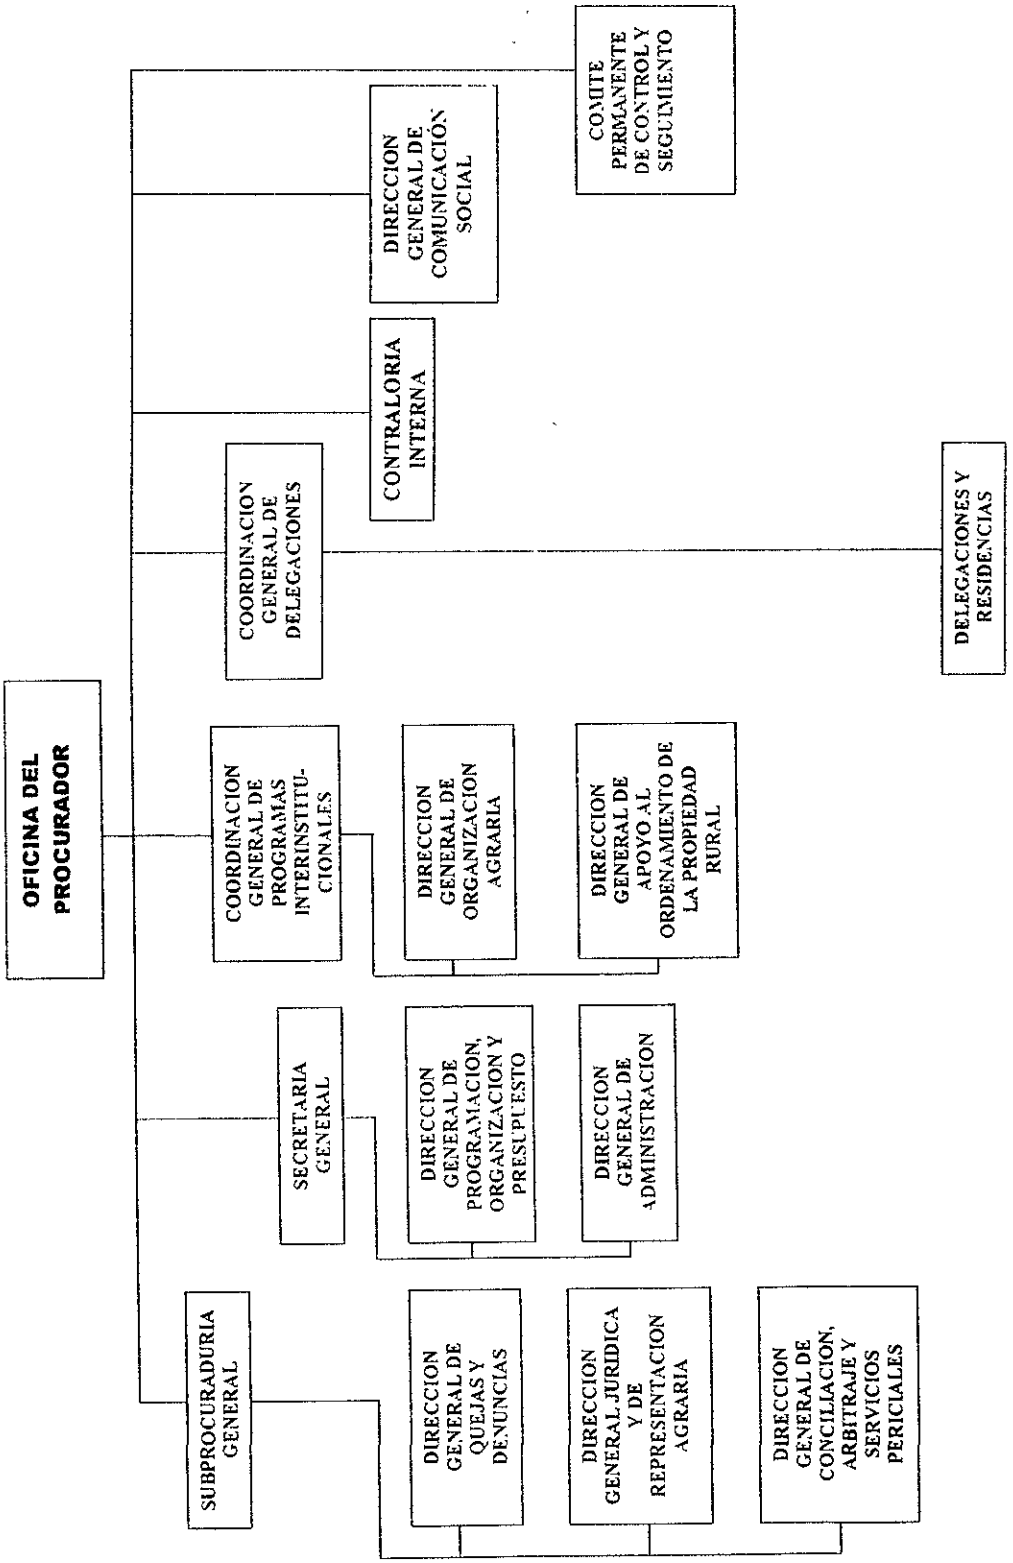 OFICINA DEL
PROCURADOR
SUBPROCURADURIA
GENERAL
DIRECCION
GENERAL DE
QUEJAS Y
DENUNCIAS
DIRECCION
GENERAL JURIDICA
Y DE
REPRESENTACION
AGRARIA
DIRECCION
GENERAL DE
CONCILIACION,
ARBITRAJE Y
SERVICIOS
PERICIALES
SECRETARIA
GENERAL
DIRECCION
GENERAL DE
PROGRAMACION,
ORGANIZACION Y
PRESUPUESTO
DIRECCION
GENERAL DE
ADMINISTRACION
COORDINACION
GENERAL DE
PROGRAMAS
INTERINSTITU-
CIONALES
DIRECCION
GENERAL DE
ORGANIZACION
AGRARIA
DIRECCION
GENERAL DE
APOYO AL
ORDENAMIENTO DE
LA PROPIEDAD
RURAL
COORDINACION
GENERAL DE
DELEGACIONES
DELEGACIONES Y
RESIDENCIAS
CONTRALORIA
INTERNA
DIRECCION
GENERAL DE
COMUNICACIÓN
SOCIAL
COMITE
PERMANENTE
DE CONTROL Y
SEGUIMIENTO